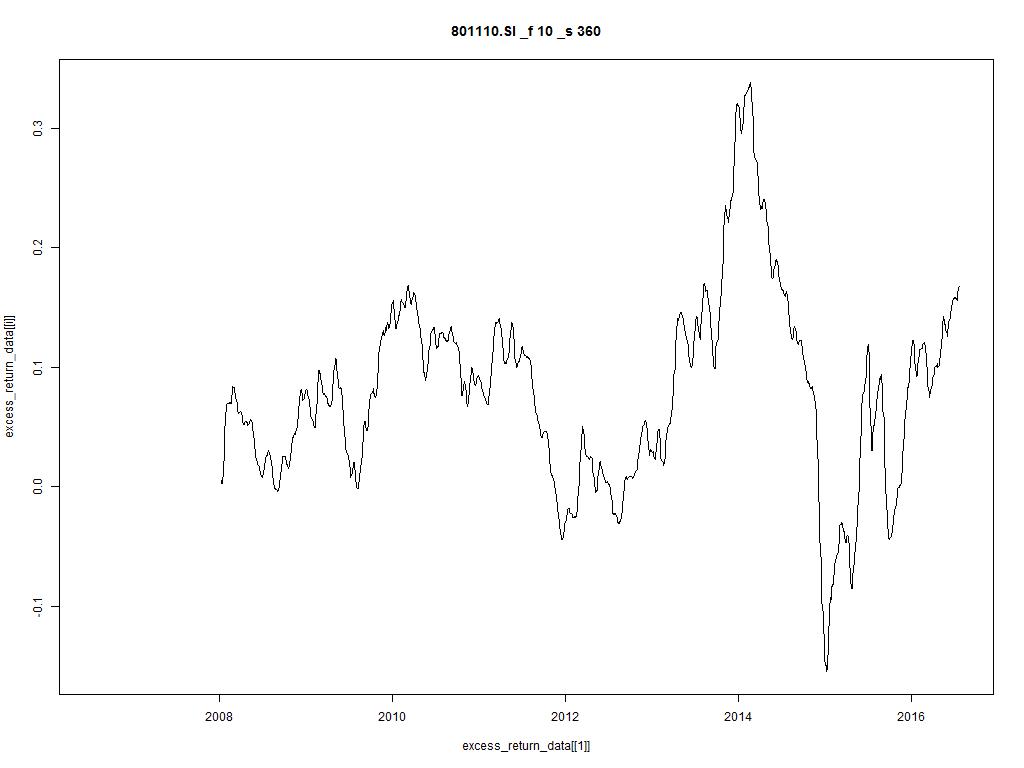 801110.SI _f 10 _s 360
excess_return_data[[i]]
0.3
0.2
0.1
0.0
-0.1
2008 2010 2012 2014 2016
excess_return_data[[1]]